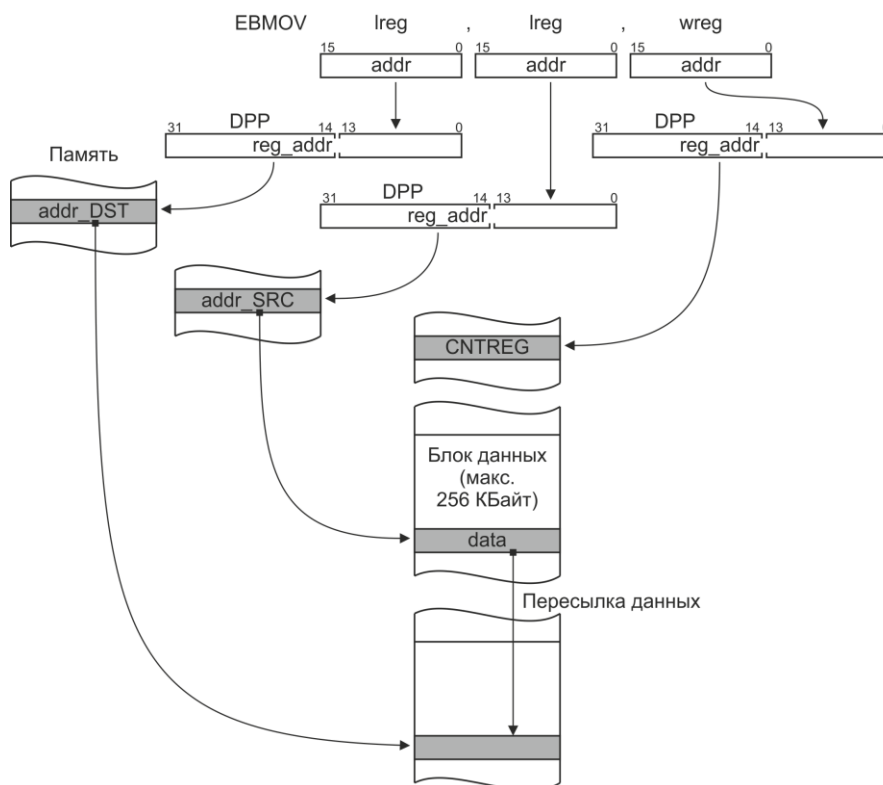 EBMOV lreg , lreg , wreg
15 0 15 0 15 0
addr addr addr
31 DPP 14 13 0 31 DPP 14 13
reg_addr reg_addr
Память
31 DPP 14 13 0
addr_DST
reg_addr
addr_SRC
CNTREG
Блок данных
(макс.
256 КБайт)
data
Пересылка данных